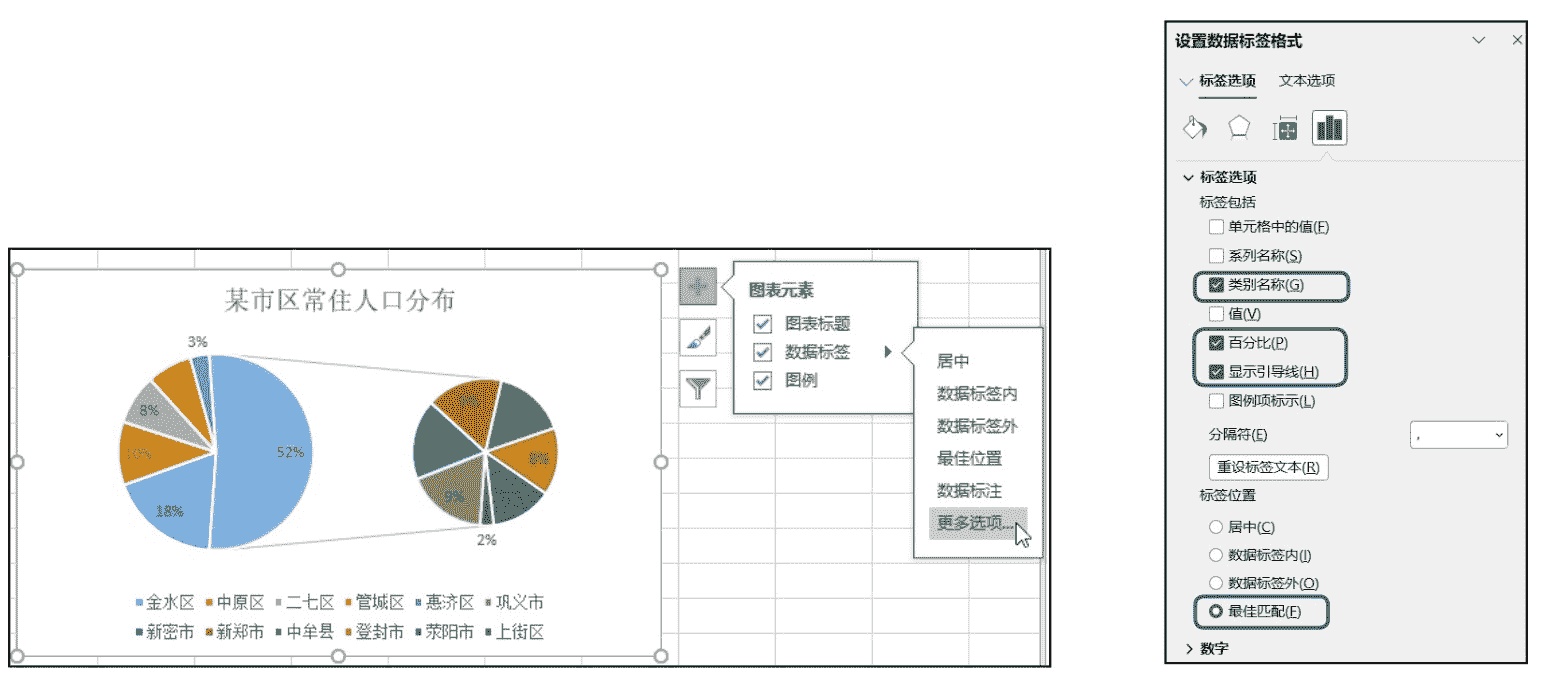 某市区常住人口分布
3%
8%
52%
18%
8%
2%
金水区 中原区 二七区 管城区 惠济区 巩义市
新密市 新郑市 中牟县 登封市 荥阳市 上街区
图表元素
图表标题
数据标签
图例
居中
数据标签内
数据标签外
最佳位置
数据标注
更多选项...
设置数据标签格式
标签选项 文本选项
标签选项
标签包括
单元格中的值(F)
系列名称(S)
类别名称(G)
值(V)
百分比(P)
显示引导线(H)
图例项标示(L)
分隔符(E) ,
重设标签文本(R)
标签位置
居中(C)
数据标签内(I)
数据标签外(O)
最佳匹配(F)
数字